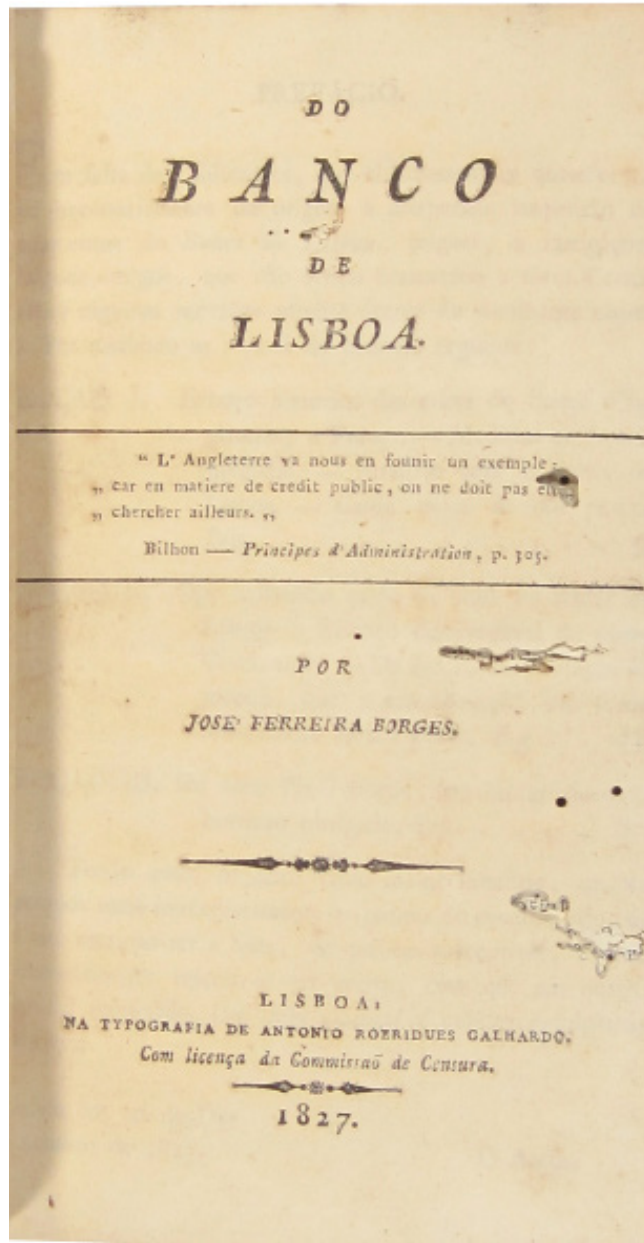 DO
BANCO
DE
LISBOA.
“ L' Angleterre va nous en founir un exemple;
„ car en matiere de credit public, on ne doit pas en
„ chercher ailleurs. „
Bilhon — Principes d'Administration, p. 305.
POR
JOSE' FERREIRA BORGES.
LISBOA:
NA TYPOGRAFIA DE ANTONIO RODRIDUES GALHARDO.
Com licença da Commissaõ de Censura.
1827.